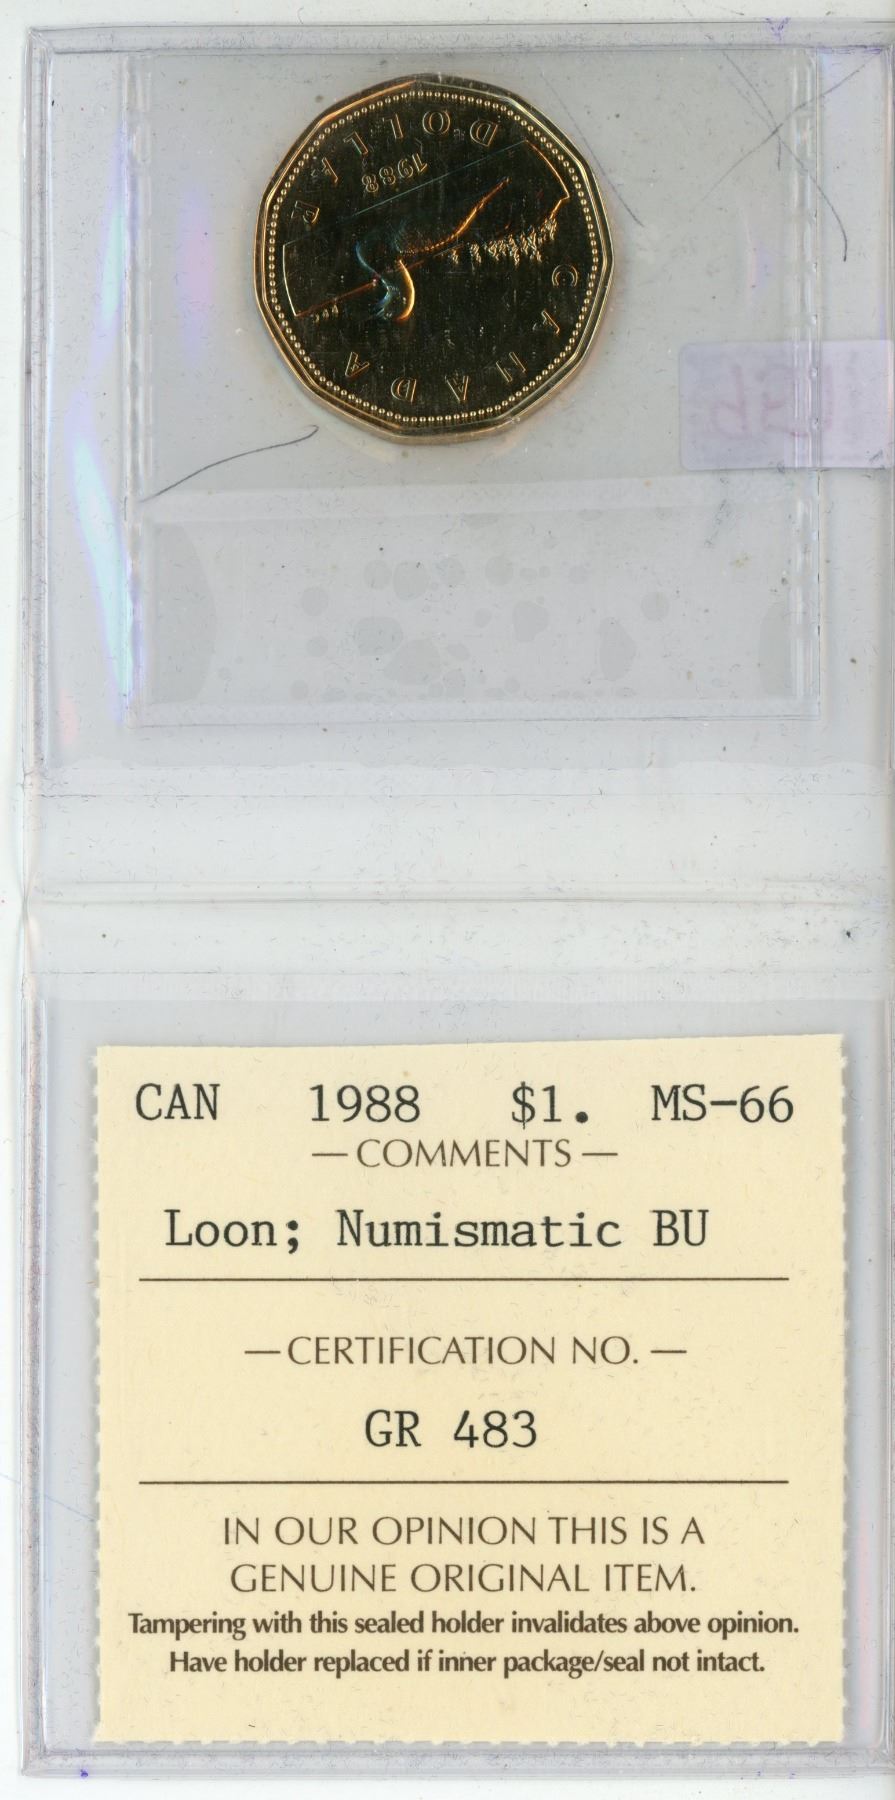 DOLLAR
1988
CANADA
CAN 1988 $1. MS-66
— COMMENTS —
Loon; Numismatic BU
— CERTIFICATION NO. —
GR 483
IN OUR OPINION THIS IS A
GENUINE ORIGINAL ITEM.
Tampering with this sealed holder invalidates above opinion.
Have holder replaced if inner package/seal not intact.